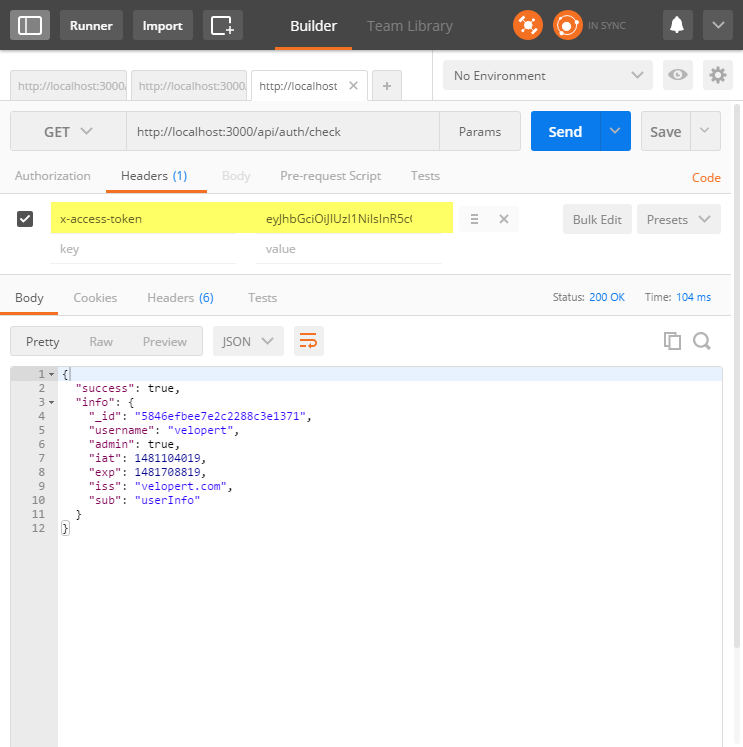 Runner Import Builder Team Library IN SYNC
http://localhost:3000/ http://localhost:3000/ http://localhost + No Environment
GET http://localhost:3000/api/auth/check Params Send Save
Authorization Headers (1) Body Pre-request Script Tests Code
x-access-token eyJhbGciOiJIUzI1NiIsInR5c Bulk Edit Presets
key value
Body Cookies Headers (6) Tests Status: 200 OK Time: 104 ms
Pretty Raw Preview JSON
1 {
2 "success": true,
3 "info": {
4 "_id": "5846efbee7e2c2288c3e1371",
5 "username": "velopert",
6 "admin": true,
7 "iat": 1481104019,
8 "exp": 1481708819,
9 "iss": "velopert.com",
10 "sub": "userInfo"
11 }
12 }